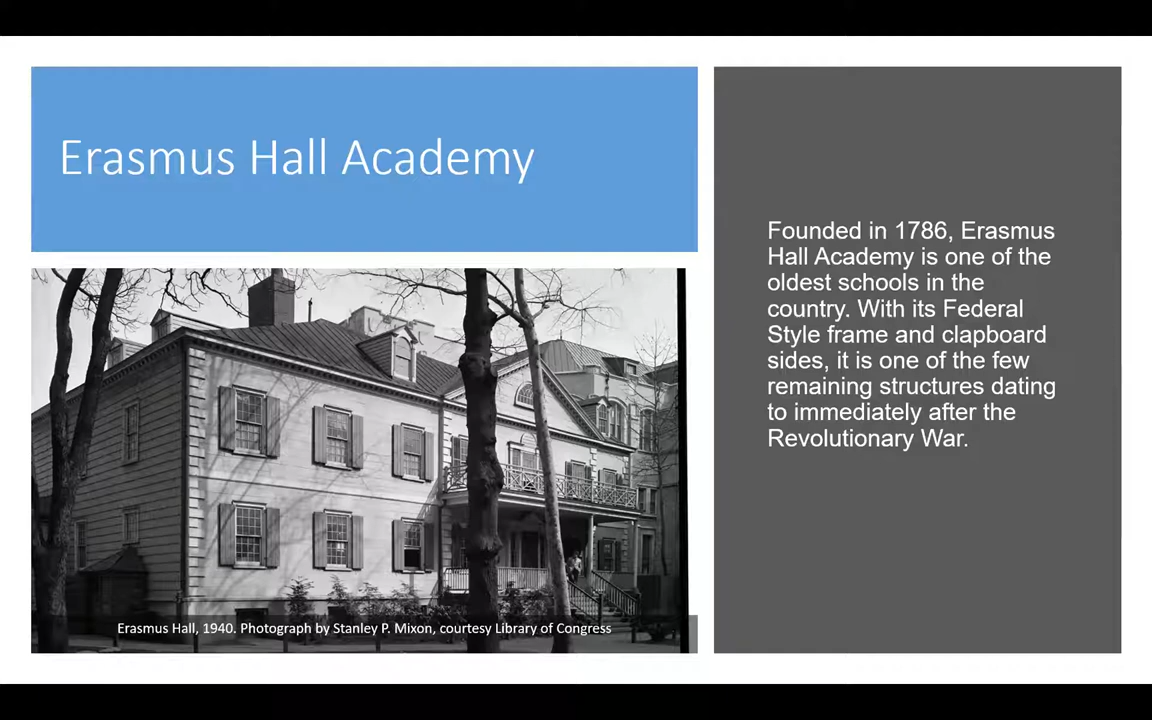 Erasmus Hall Academy
Founded in 1786, Erasmus
Hall Academy is one of the
oldest schools in the
country. With its Federal
Style frame and clapboard
sides, it is one of the few
remaining structures dating
to immediately after the
Revolutionary War.
Erasmus Hall, 1940. Photograph by Stanley P. Mixon, courtesy Library of Congress